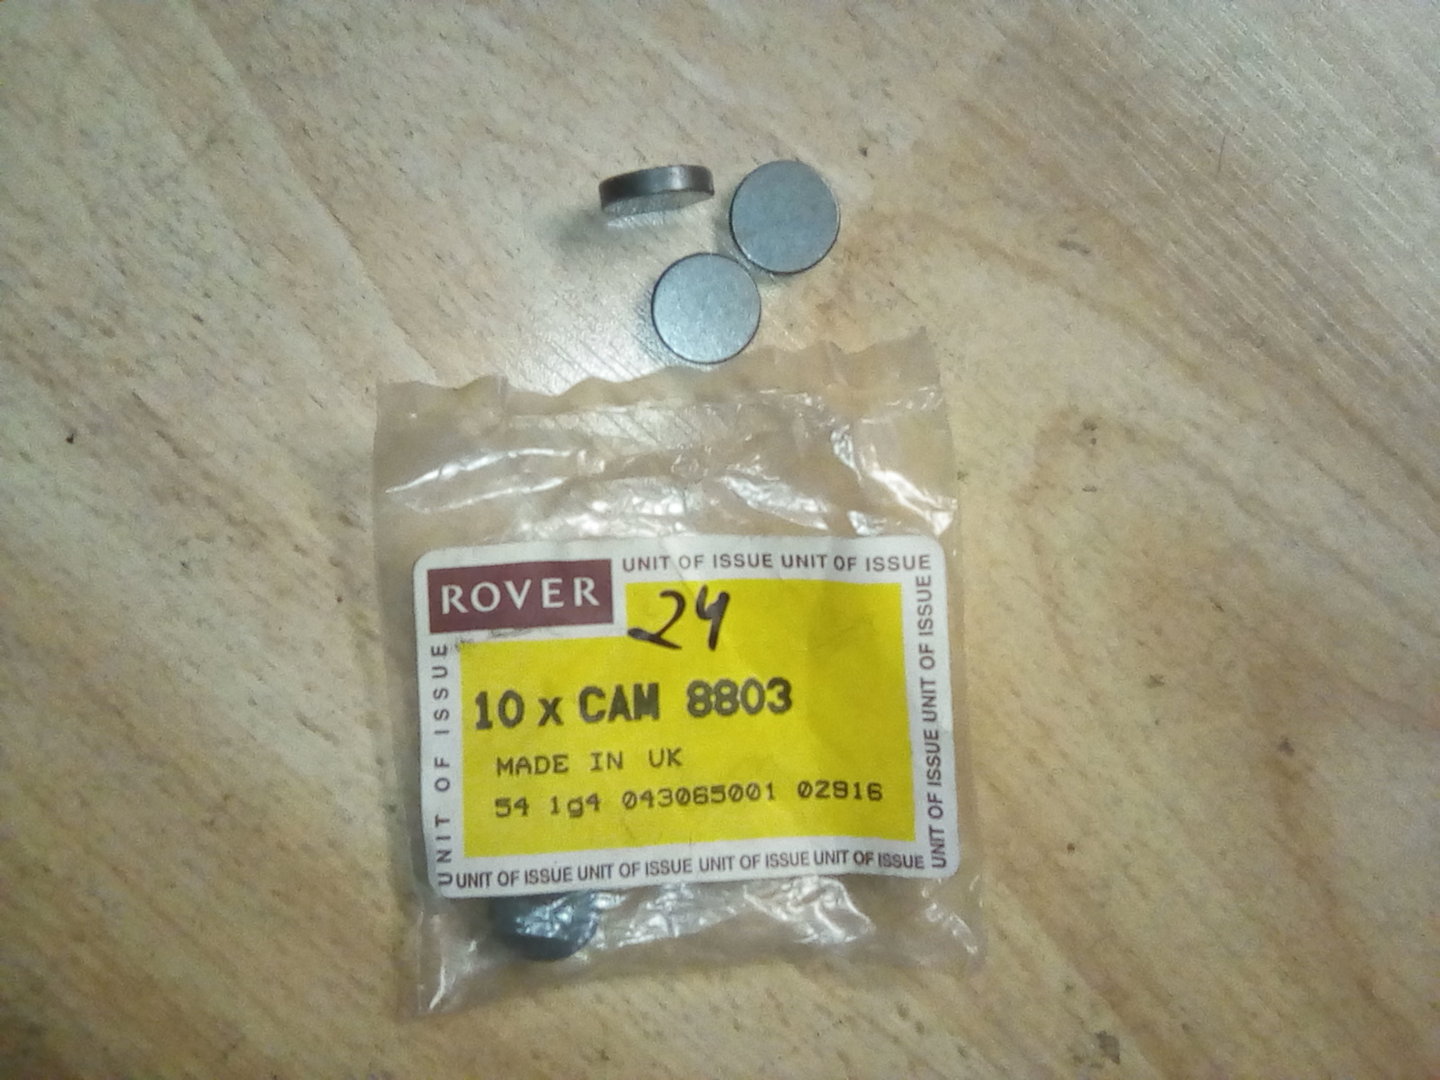 ROVER
UNIT OF ISSUE UNIT OF ISSUE
24
10 x CAM 8803
MADE IN UK
54 1g4 043065001 02916
UNIT OF ISSUE
UNIT OF ISSUE UNIT OF ISSUE
UNIT OF ISSUE UNIT OF ISSUE UNIT OF ISSUE UNIT OF ISSUE